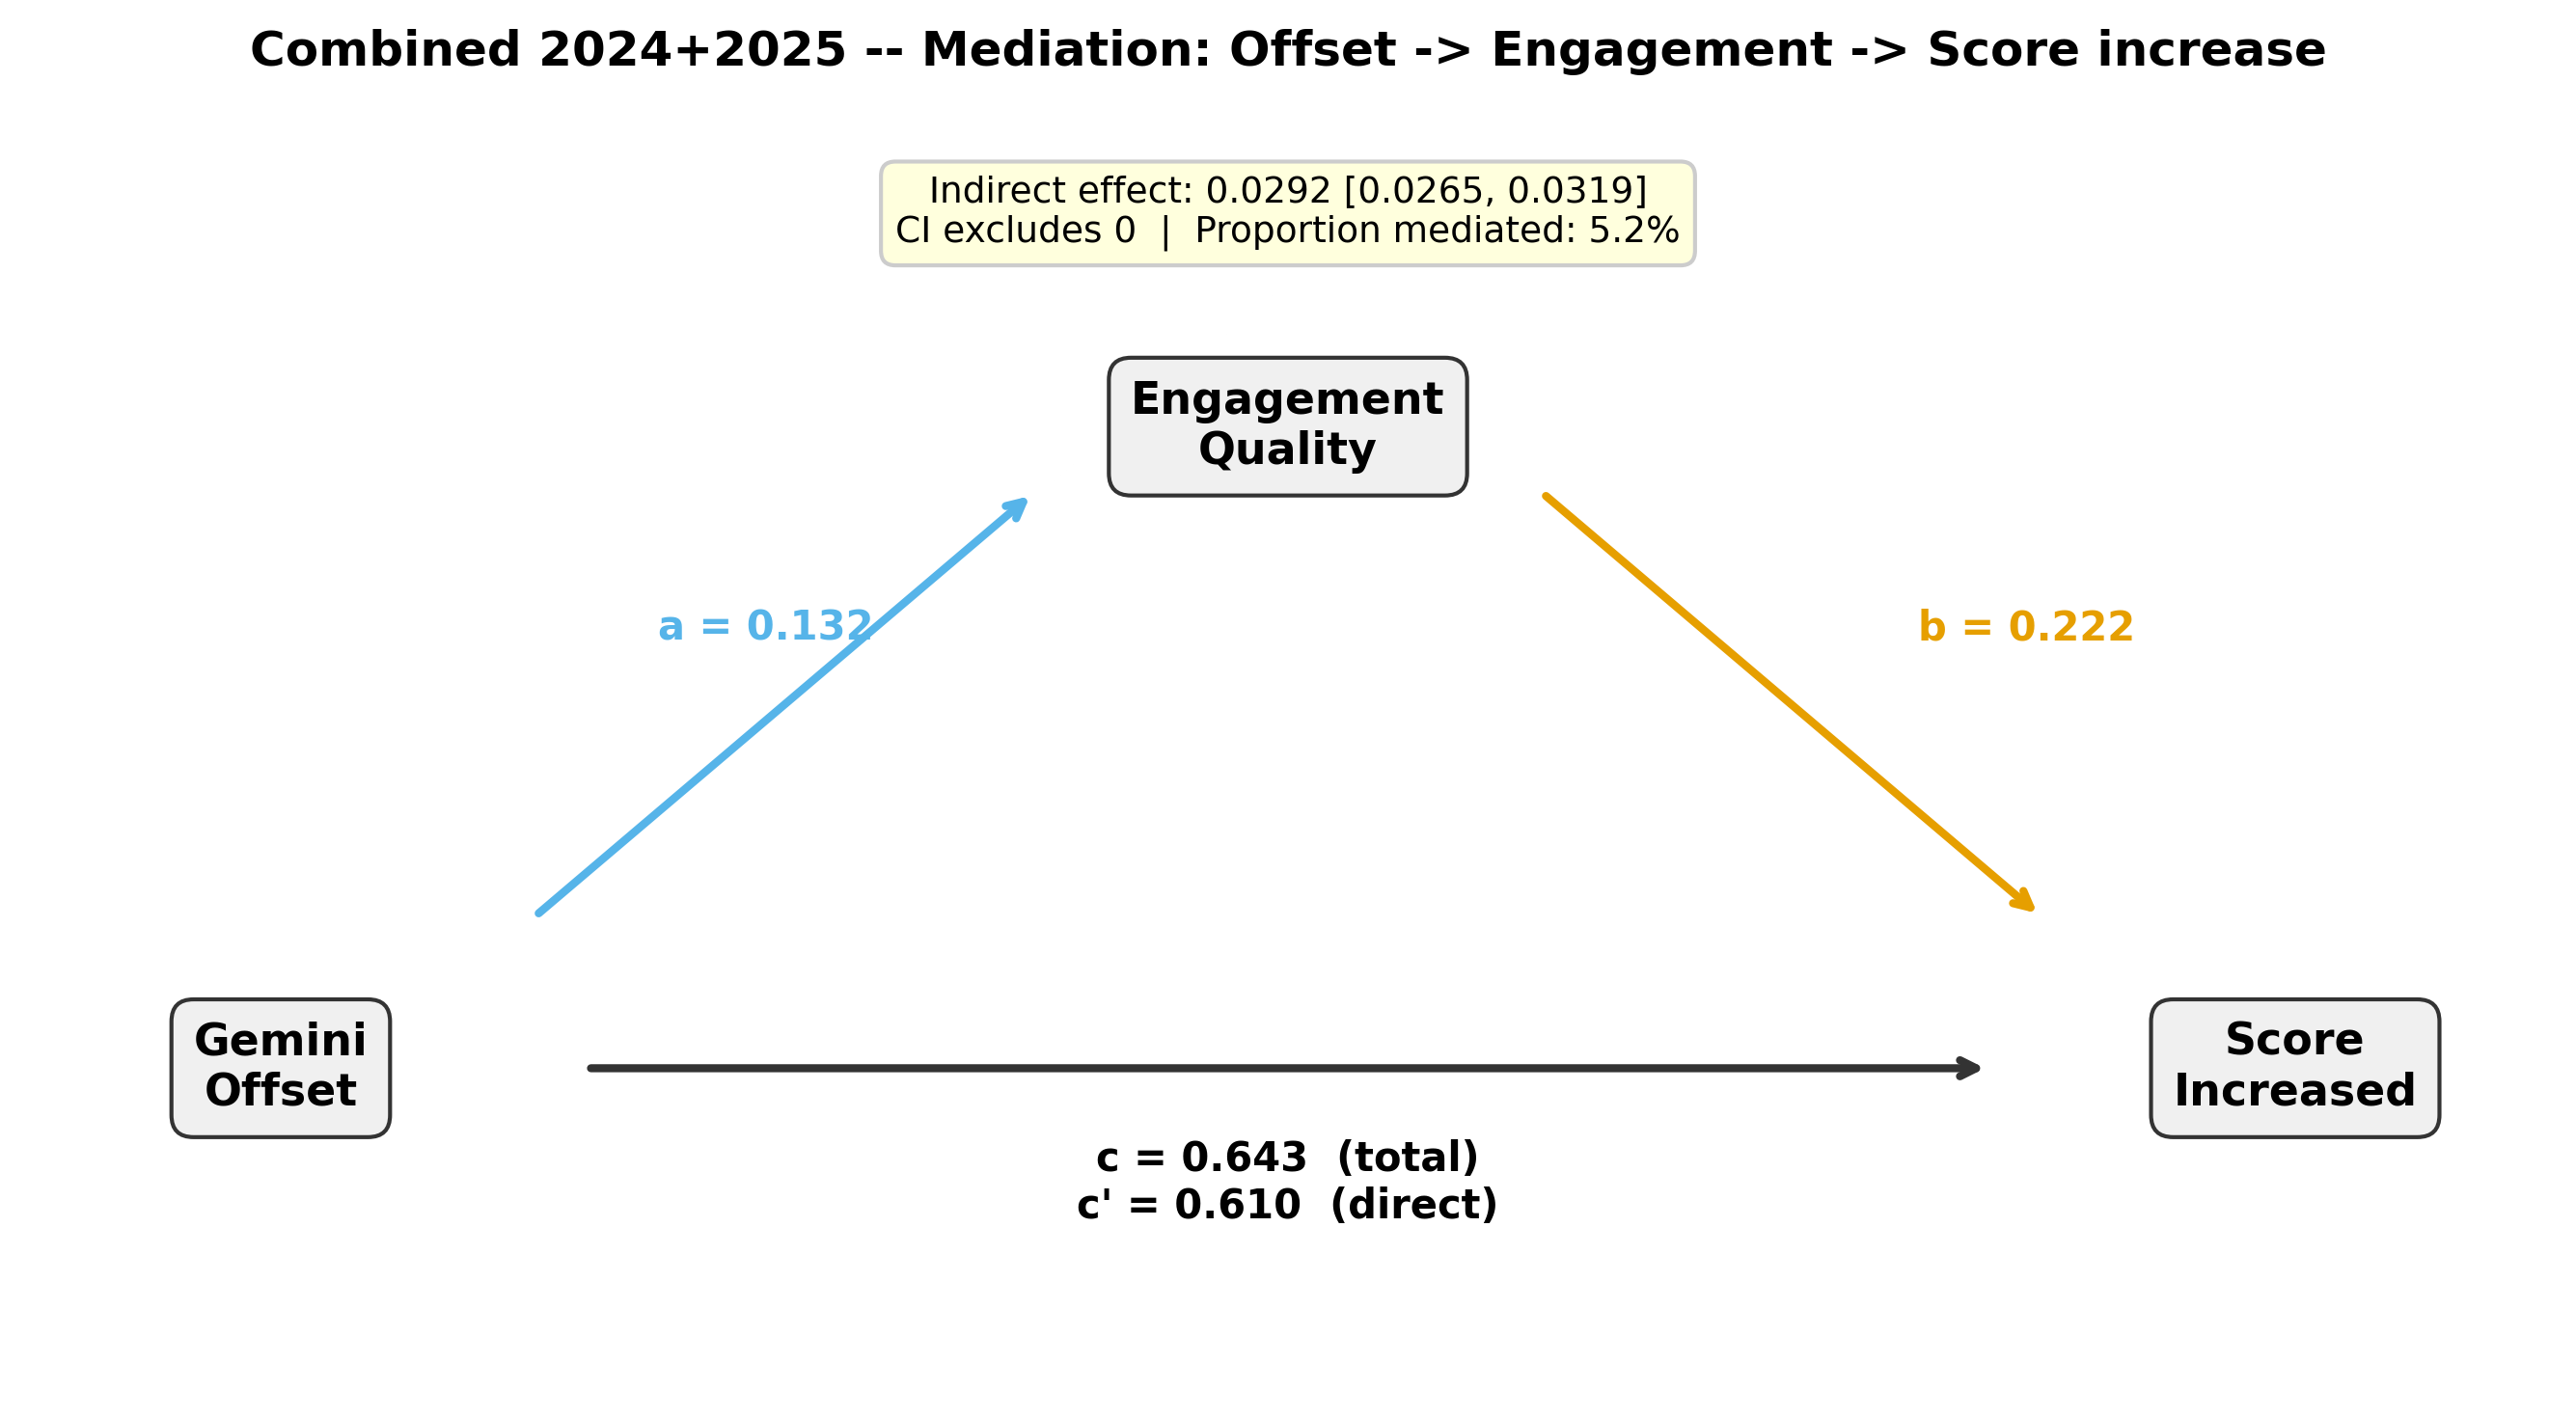 Combined 2024+2025 -- Mediation: Offset -> Engagement -> Score increase
Indirect effect: 0.0292 [0.0265, 0.0319]
CI excludes 0 | Proportion mediated: 5.2%
Engagement
Quality
a = 0.132
b = 0.222
Gemini
Offset
Score
Increased
c = 0.643 (total)
c' = 0.610 (direct)